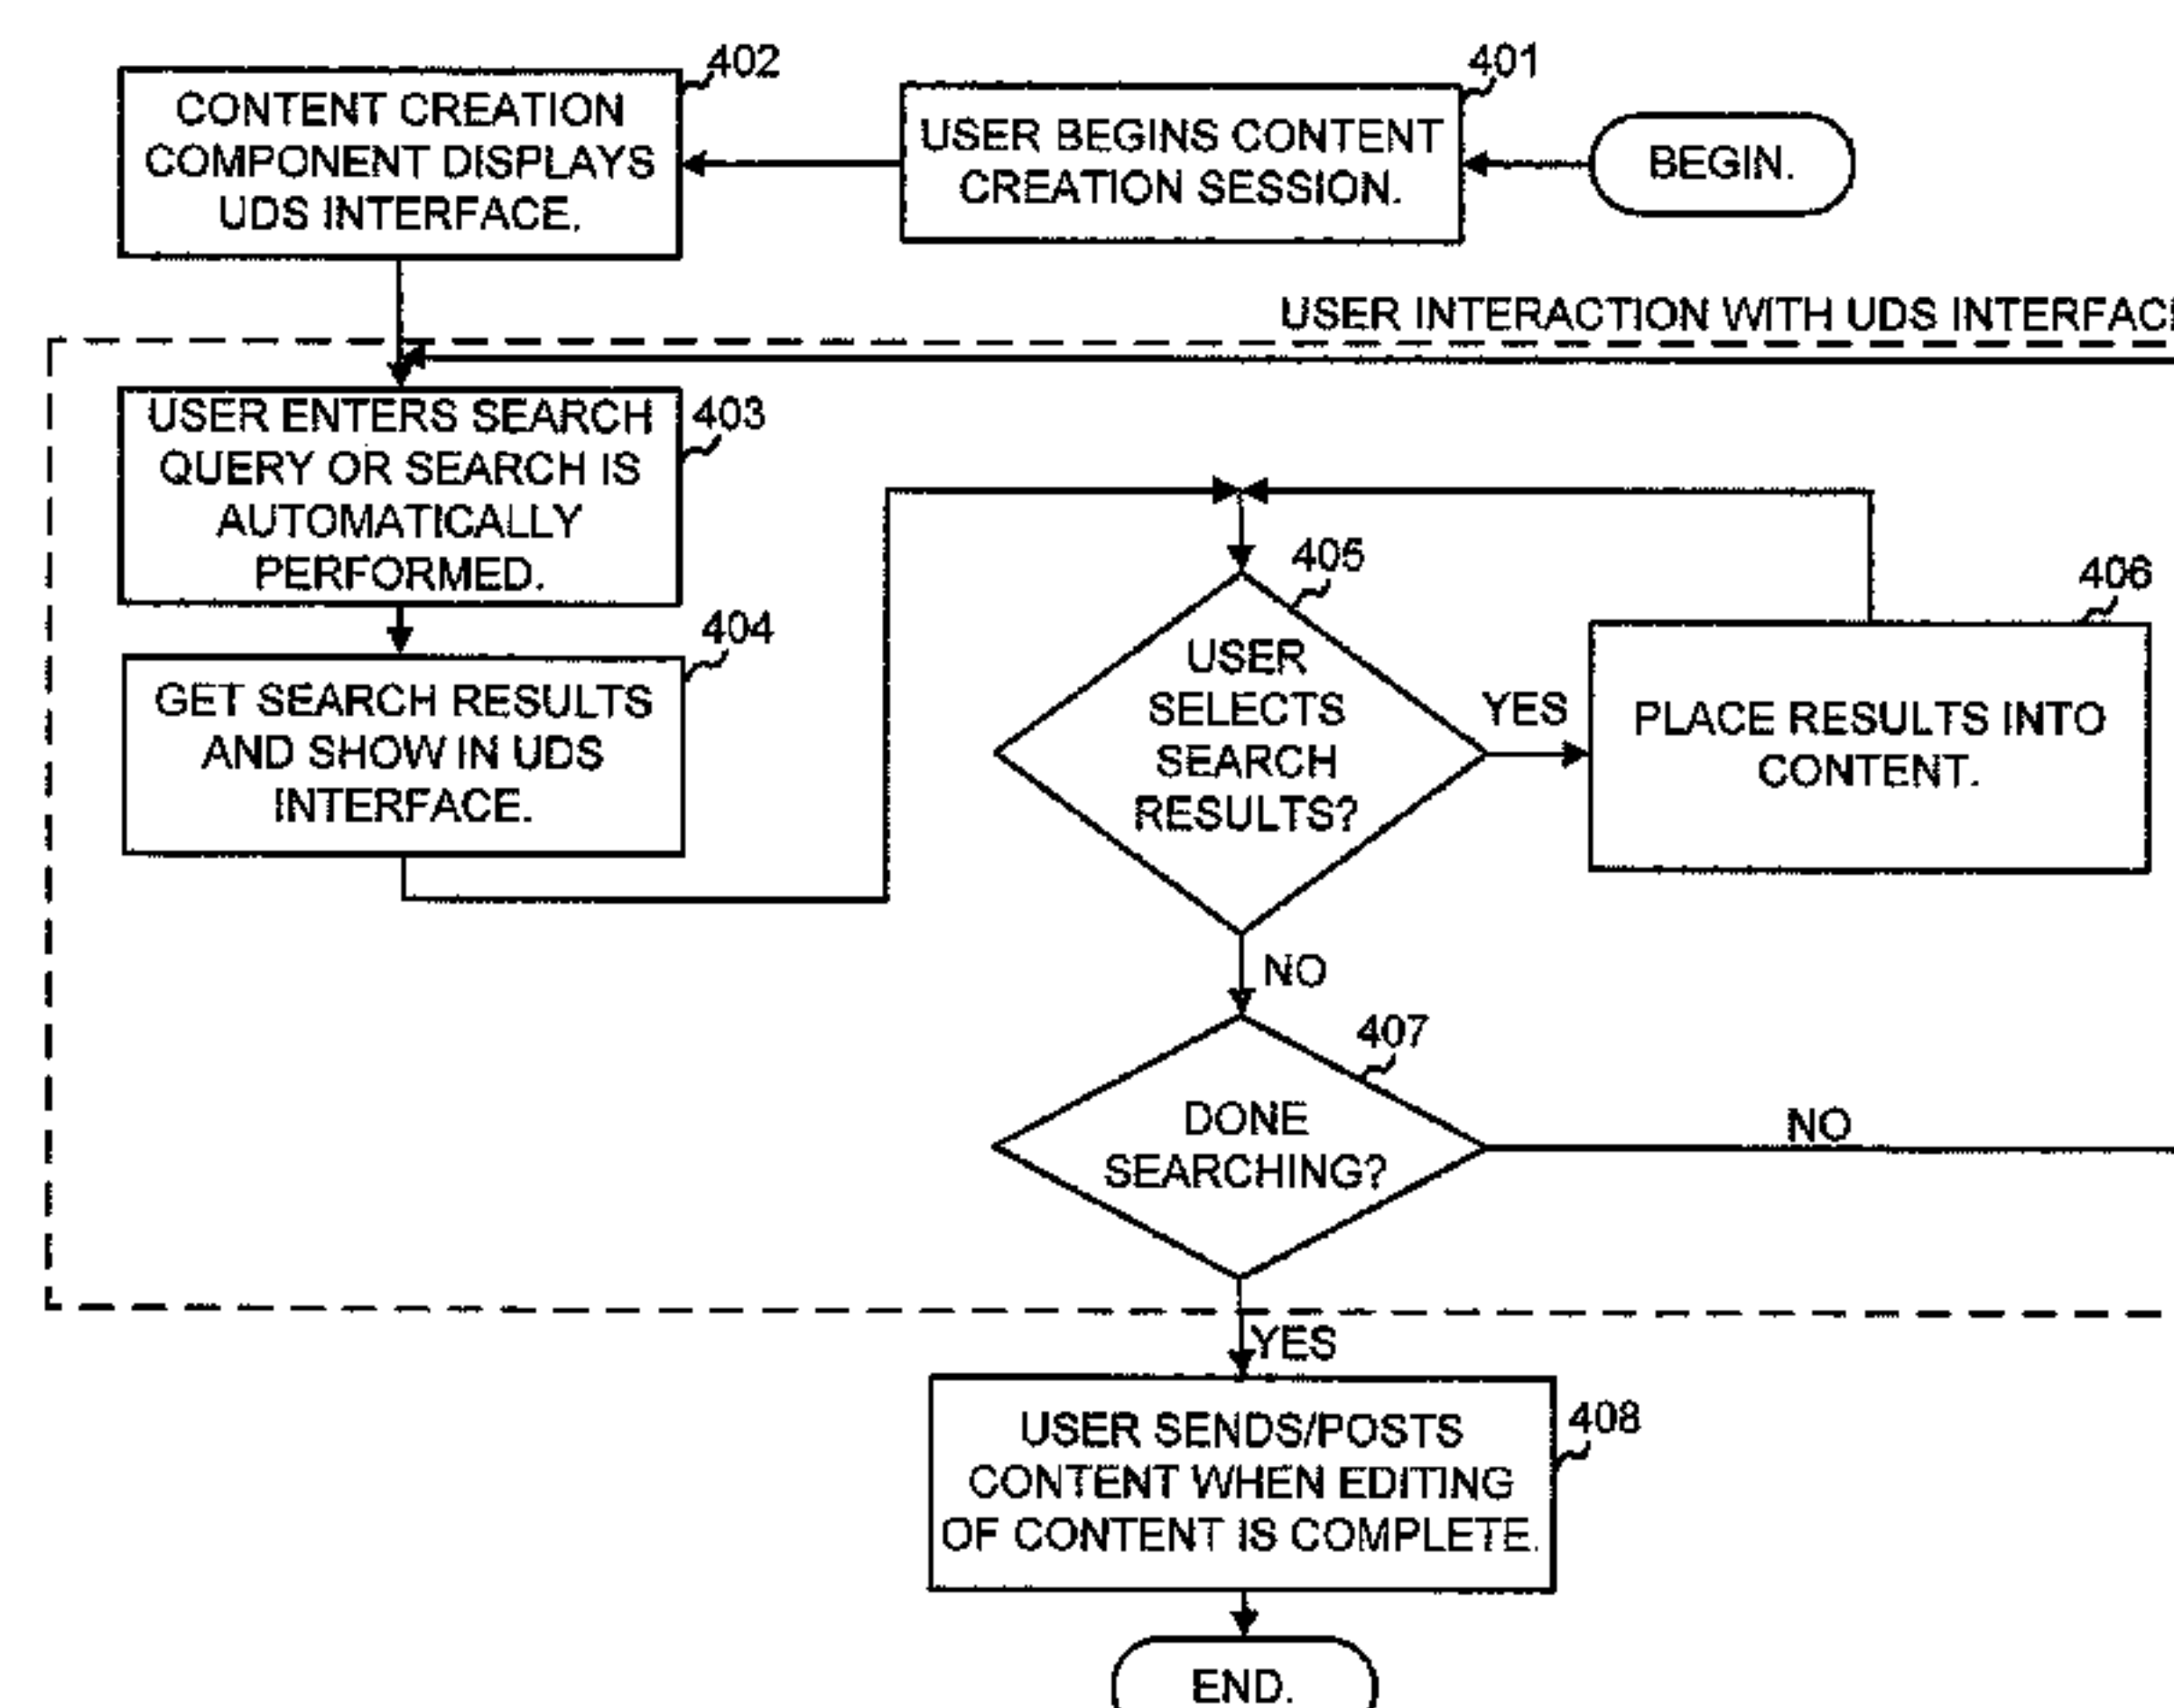 BEGIN.
401
USER BEGINS CONTENT
CREATION SESSION.
402
CONTENT CREATION
COMPONENT DISPLAYS
UDS INTERFACE.
USER INTERACTION WITH UDS INTERFACE
403
USER ENTERS SEARCH
QUERY OR SEARCH IS
AUTOMATICALLY
PERFORMED.
404
GET SEARCH RESULTS
AND SHOW IN UDS
INTERFACE.
405
USER
SELECTS
SEARCH
RESULTS?
YES
406
PLACE RESULTS INTO
CONTENT.
NO
407
DONE
SEARCHING?
NO
YES
408
USER SENDS/POSTS
CONTENT WHEN EDITING
OF CONTENT IS COMPLETE.
END.